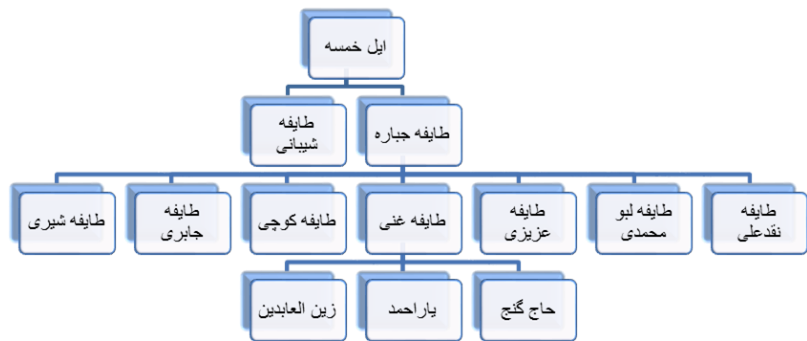 ایل خمسه
طایفه جباره
طایفه
شیبانی
طایفه
نقدعلی
طایفه لبو
محمدی
طایفه
عزیزی
طایفه غنی
طایفه کوچی
طایفه
جابری
طایفه شیری
حاج گنج
یاراحمد
زین العابدین